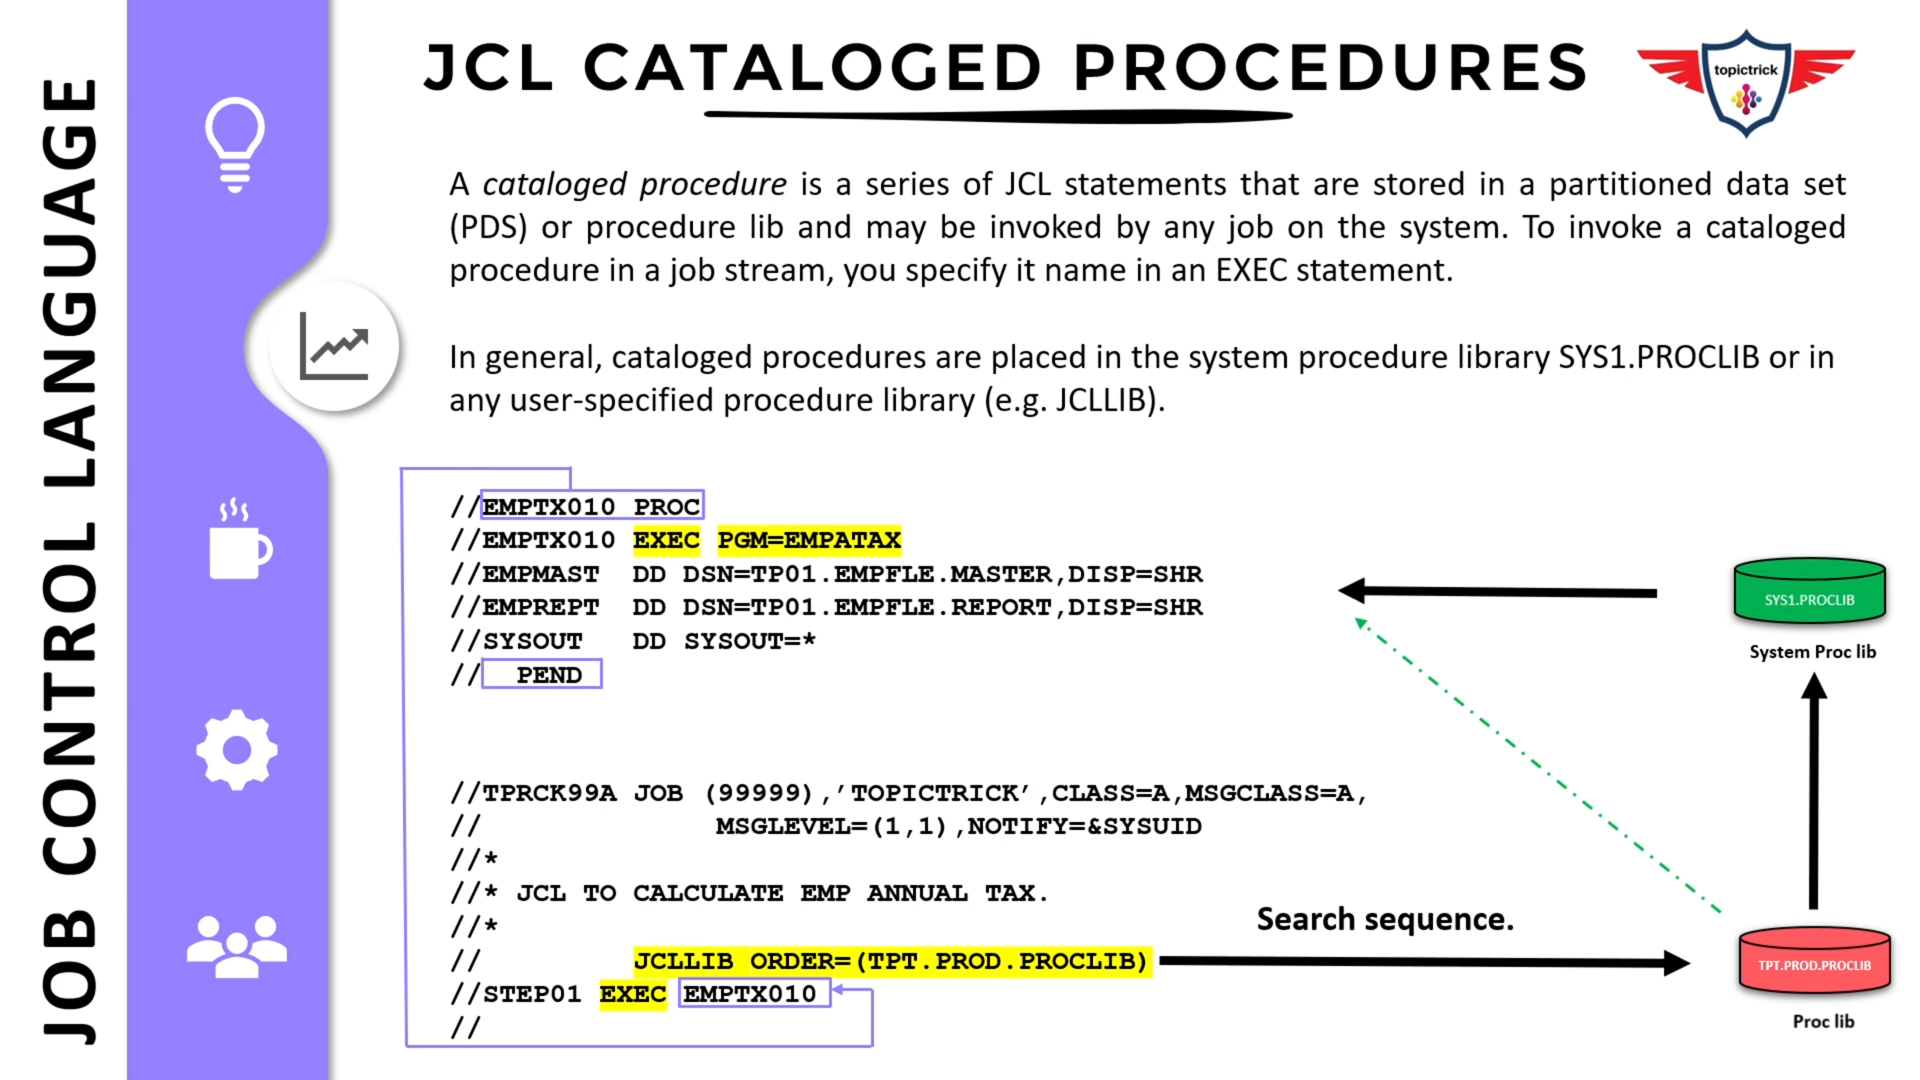 JOB CONTROL LANGUAGE
JCL CATALOGED PROCEDURES
topictrick
A cataloged procedure is a series of JCL statements that are stored in a partitioned data set
(PDS) or procedure lib and may be invoked by any job on the system. To invoke a cataloged
procedure in a job stream, you specify it name in an EXEC statement.
In general, cataloged procedures are placed in the system procedure library SYS1.PROCLIB or in
any user-specified procedure library (e.g. JCLLIB).
//EMPTX010 PROC
//EMPTX010 EXEC PGM=EMPATAX
//EMPMAST  DD DSN=TP01.EMPFLE.MASTER,DISP=SHR
//EMPREPT  DD DSN=TP01.EMPFLE.REPORT,DISP=SHR
//SYSOUT   DD SYSOUT=*
//  PEND
SYS1.PROCLIB
System Proc lib
//TPRCK99A JOB (99999),’TOPICTRICK’,CLASS=A,MSGCLASS=A,
//              MSGLEVEL=(1,1),NOTIFY=&SYSUID
//*
//* JCL TO CALCULATE EMP ANNUAL TAX.
//*
//         JCLLIB ORDER=(TPT.PROD.PROCLIB)
//STEP01 EXEC EMPTX010
//
Search sequence.
TPT.PROD.PROCLIB
Proc lib